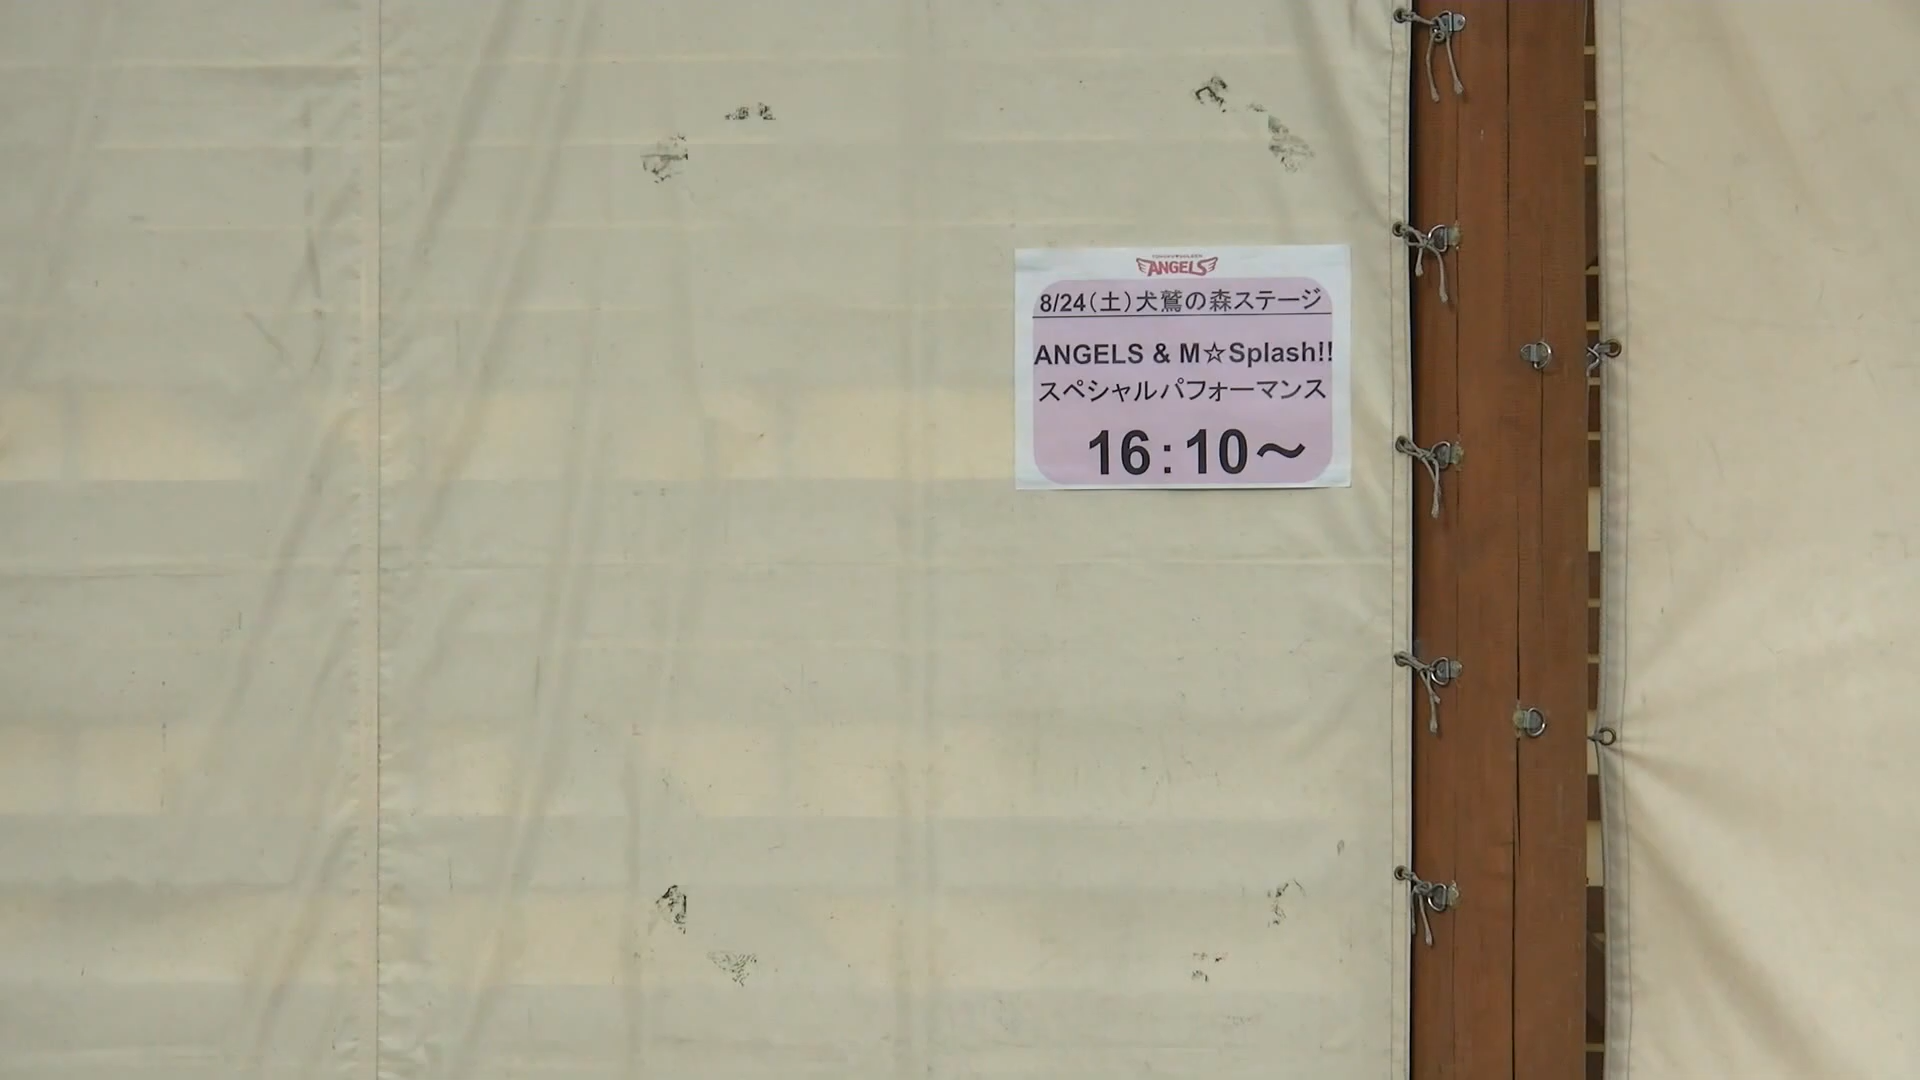 ANGELS
8/24(土)犬鷲の森ステージ
ANGELS & M☆Splash!!
スペシャルパフォーマンス
16:10～